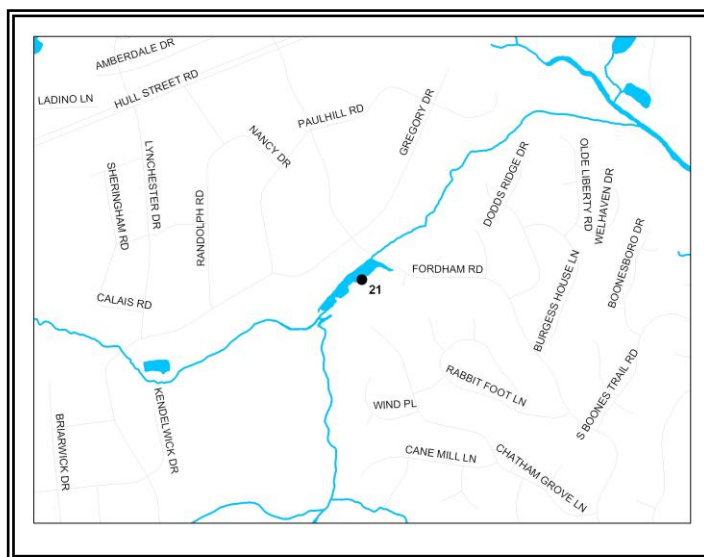 AMBERDALE DR
HULL STREET RD
LADINO LN
PAULHILL RD
GREGORY DR
NANCY DR
LYNCHESTER DR
SHERINGHAM RD
RANDOLPH RD
DODDS RIDGE DR
OLDE LIBERTY RD
WELHAVEN DR
BOONESBORO DR
FORDHAM RD
21
CALAIS RD
BURGESS HOUSE LN
RABBIT FOOT LN
S BOONES TRAIL RD
WIND PL
KENDELWICK DR
BRIARWICK DR
CANE MILL LN
CHATHAM GROVE LN